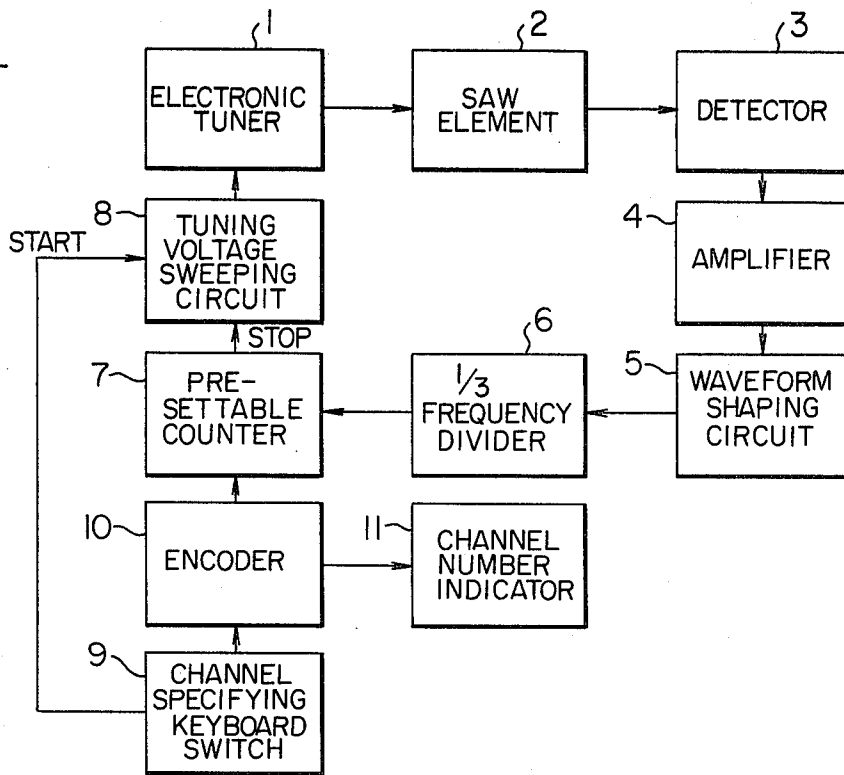 1
ELECTRONIC
TUNER
2
SAW
ELEMENT
3
DETECTOR
8
TUNING
VOLTAGE
SWEEPING
CIRCUIT
START
4
AMPLIFIER
STOP
7
PRE-
SETTABLE
COUNTER
6
1/3
FREQUENCY
DIVIDER
5
WAVEFORM
SHAPING
CIRCUIT
10
ENCODER
11
CHANNEL
NUMBER
INDICATOR
9
CHANNEL
SPECIFYING
KEYBOARD
SWITCH